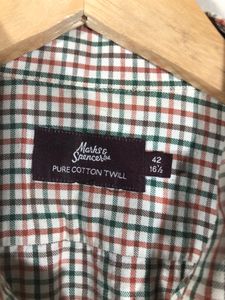 Marks &
Spencer
PURE COTTON TWILL
42
16½